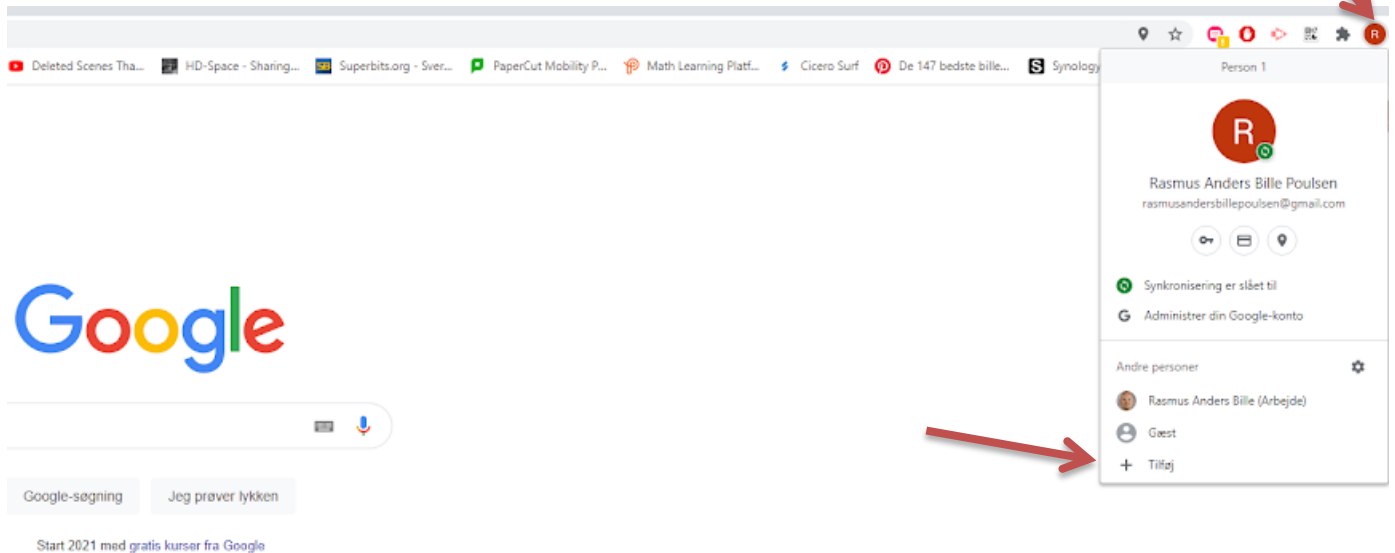 R
Deleted Scenes Tha... HD-Space - Sharing... Superbits.org - Sver... PaperCut Mobility P... Math Learning Platf... Cicero Surf De 147 bedste bille... Synology
Person 1
R
Rasmus Anders Bille Poulsen
rasmusandersbillepoulsen@gmail.com
Synkronisering er slået til
G Administrer din Google-konto
Andre personer
Rasmus Anders Bille (Arbejde)
Gæst
+ Tilføj
Google
Google-søgning Jeg prøver lykken
Start 2021 med gratis kurser fra Google